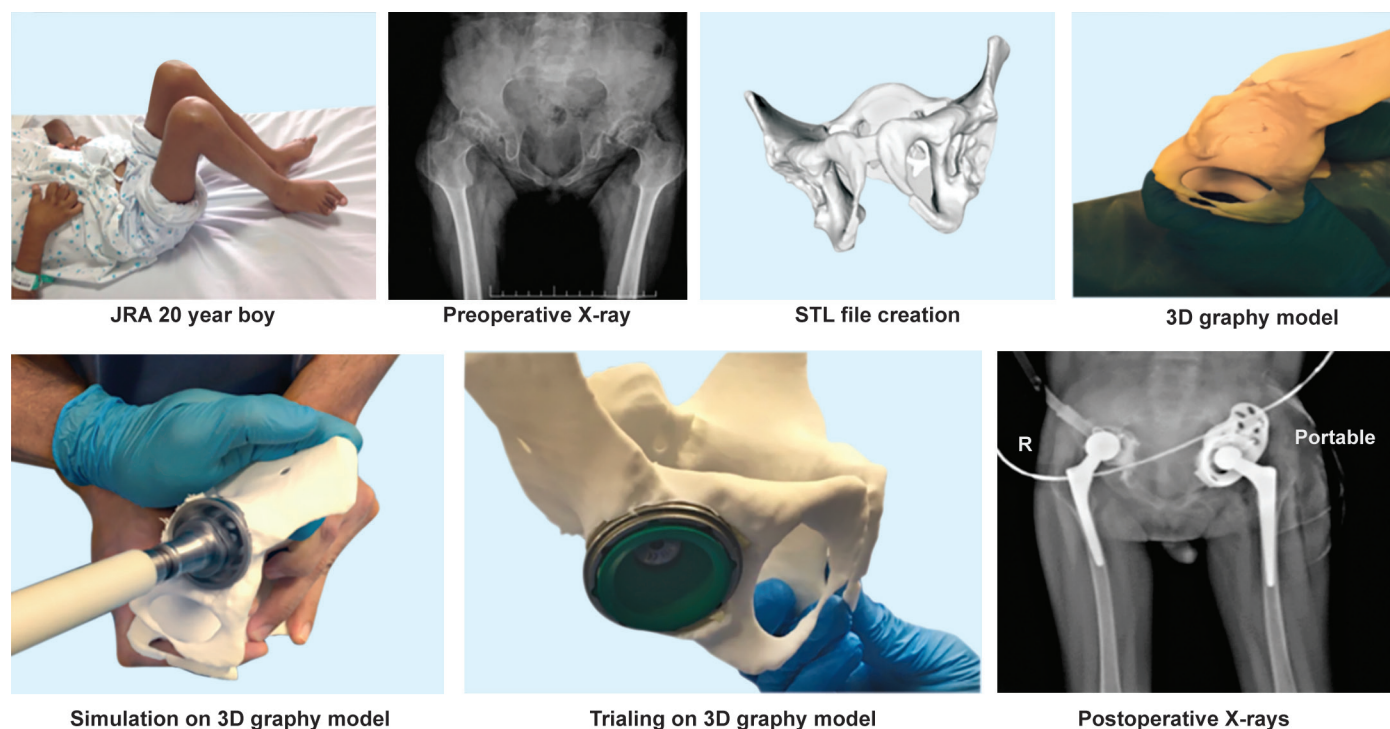 JRA 20 year boy
Preoperative X-ray
STL file creation
3D graphy model
R
Portable
Simulation on 3D graphy model
Trialing on 3D graphy model
Postoperative X-rays